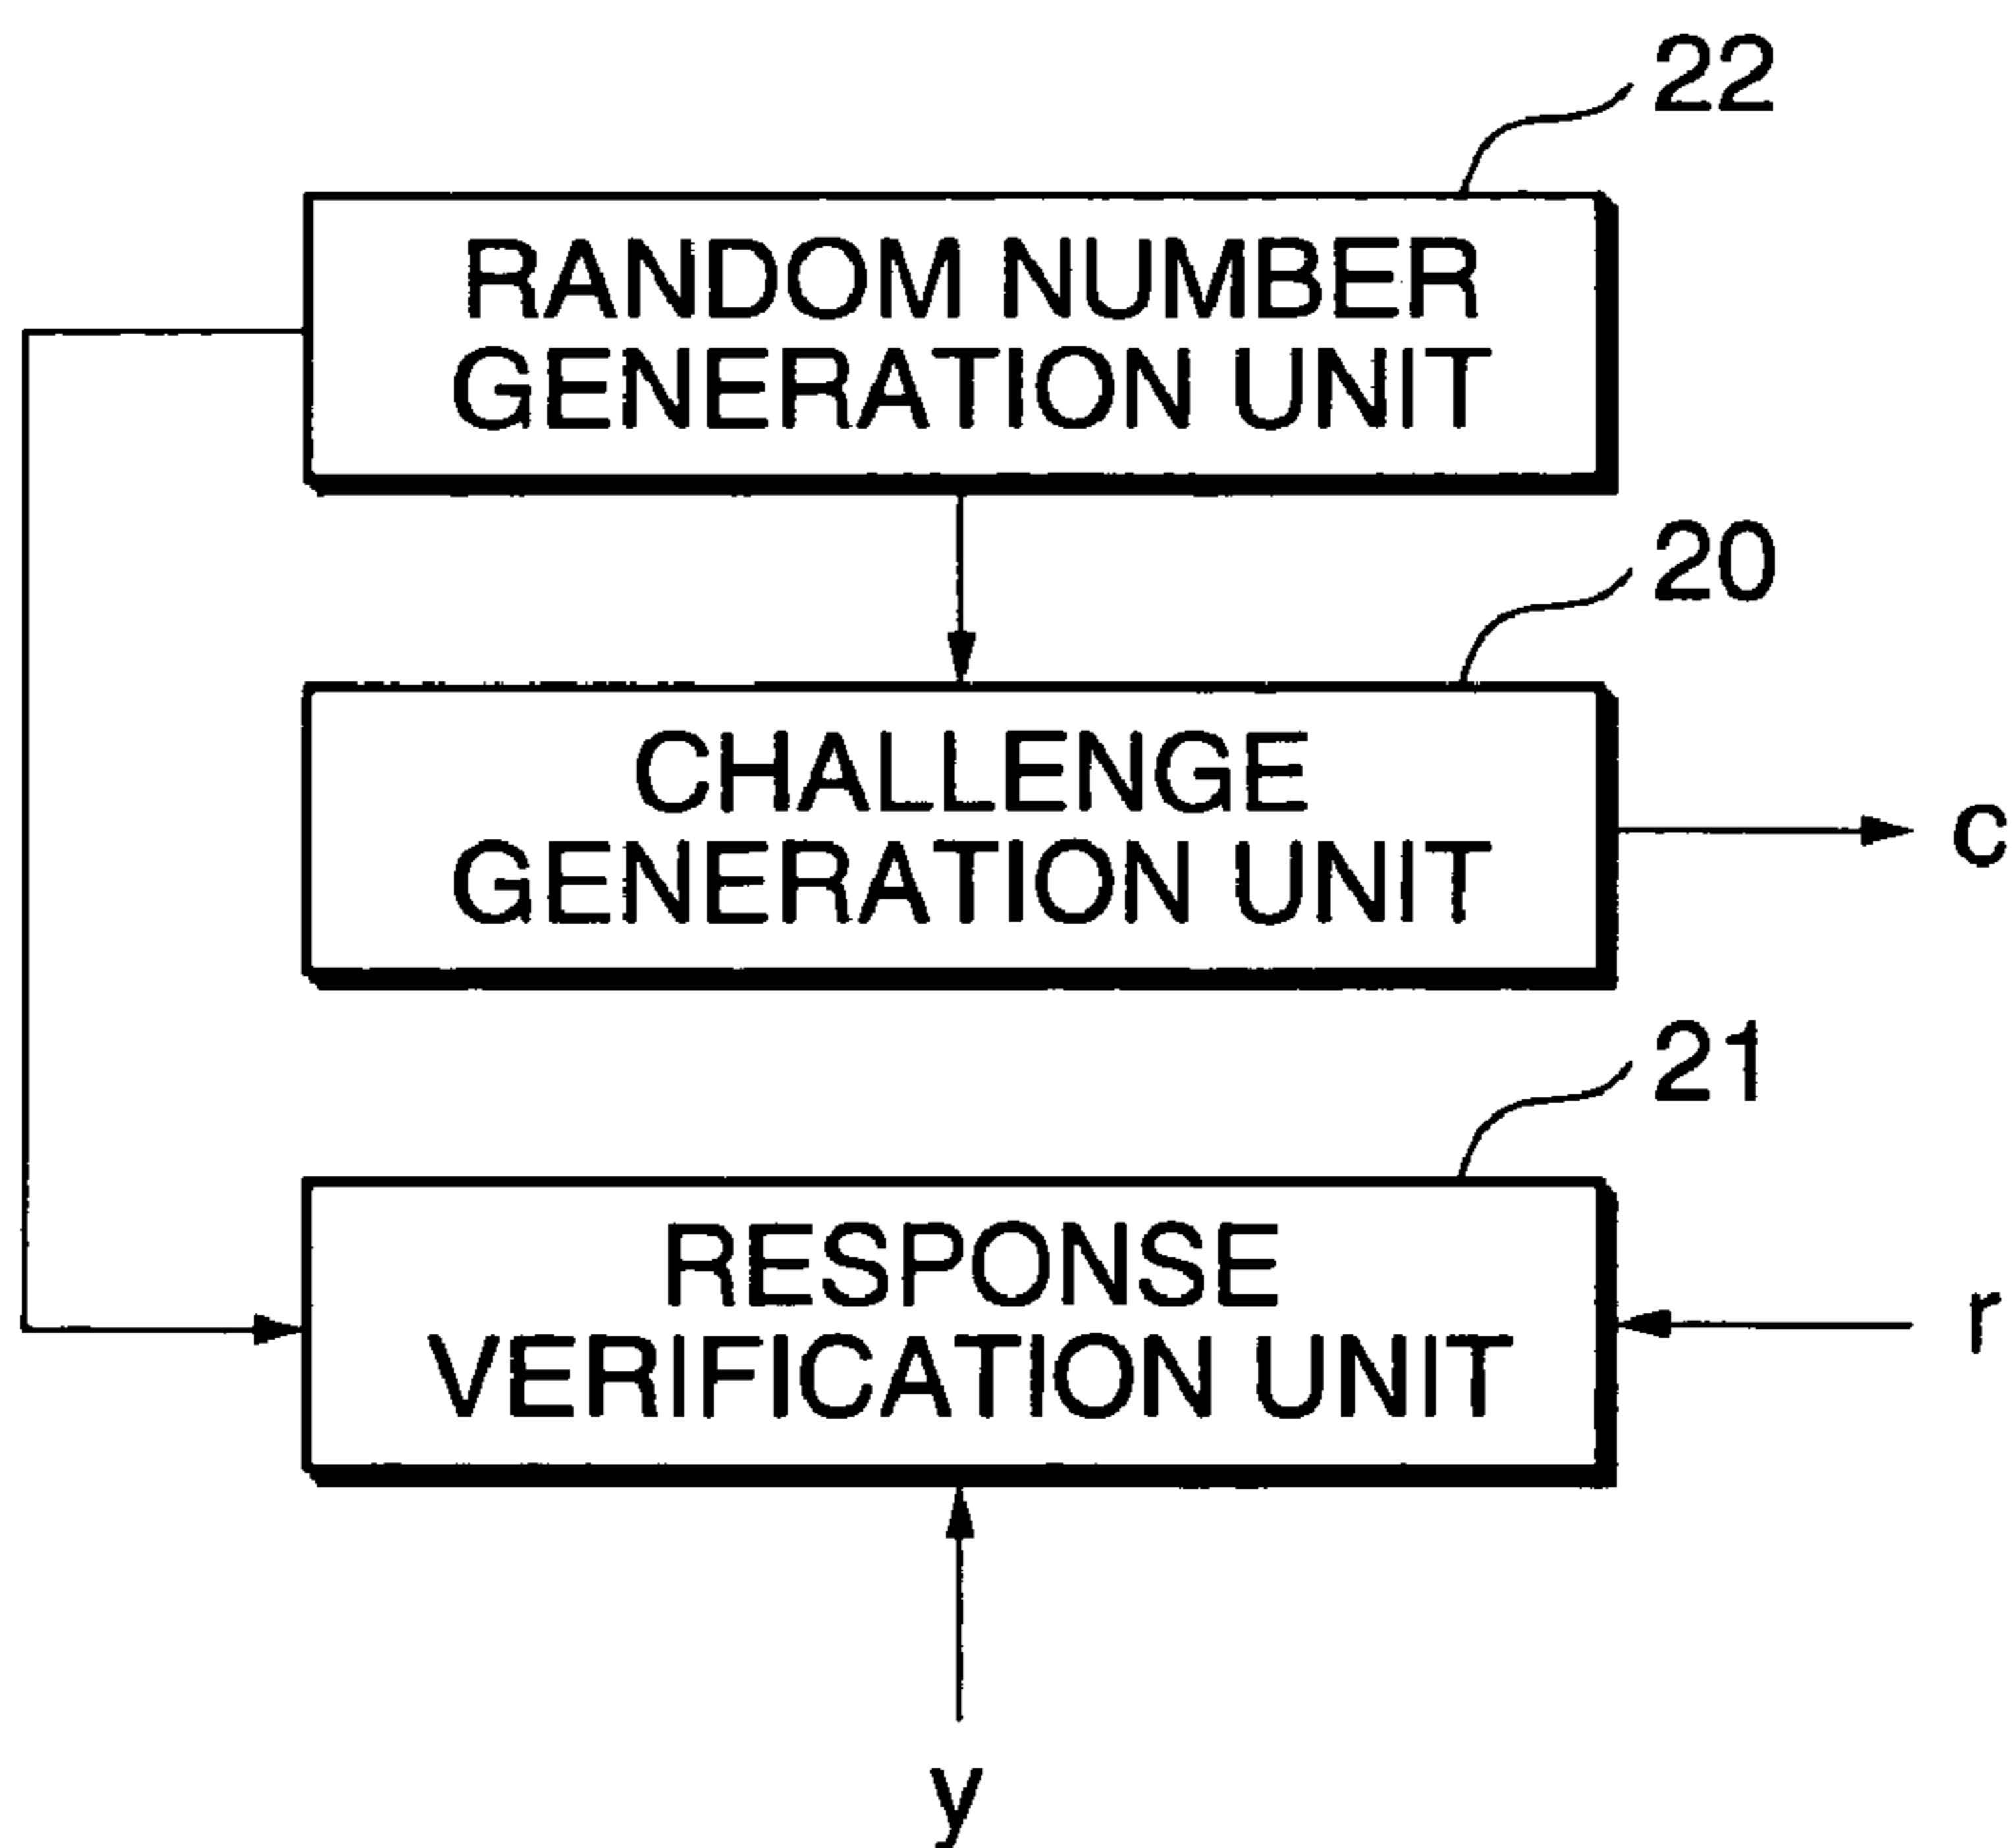 22
RANDOM NUMBER
GENERATION UNIT
20
CHALLENGE
GENERATION UNIT
c
21
RESPONSE
VERIFICATION UNIT
r
y